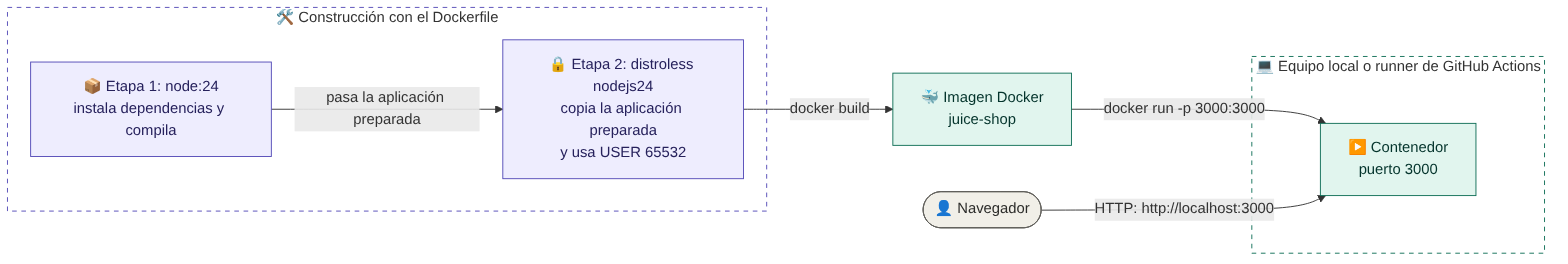 🛠️ Construcción con el Dockerfile
📦 Etapa 1: node:24
instala dependencias y
compila
pasa la aplicación
preparada
🔒 Etapa 2: distroless
nodejs24
copia la aplicación
preparada
y usa USER 65532
docker build
🐳 Imagen Docker
juice-shop
docker run -p 3000:3000
💻 Equipo local o runner de GitHub Actions
▶️ Contenedor
puerto 3000
👤 Navegador
HTTP: http://localhost:3000